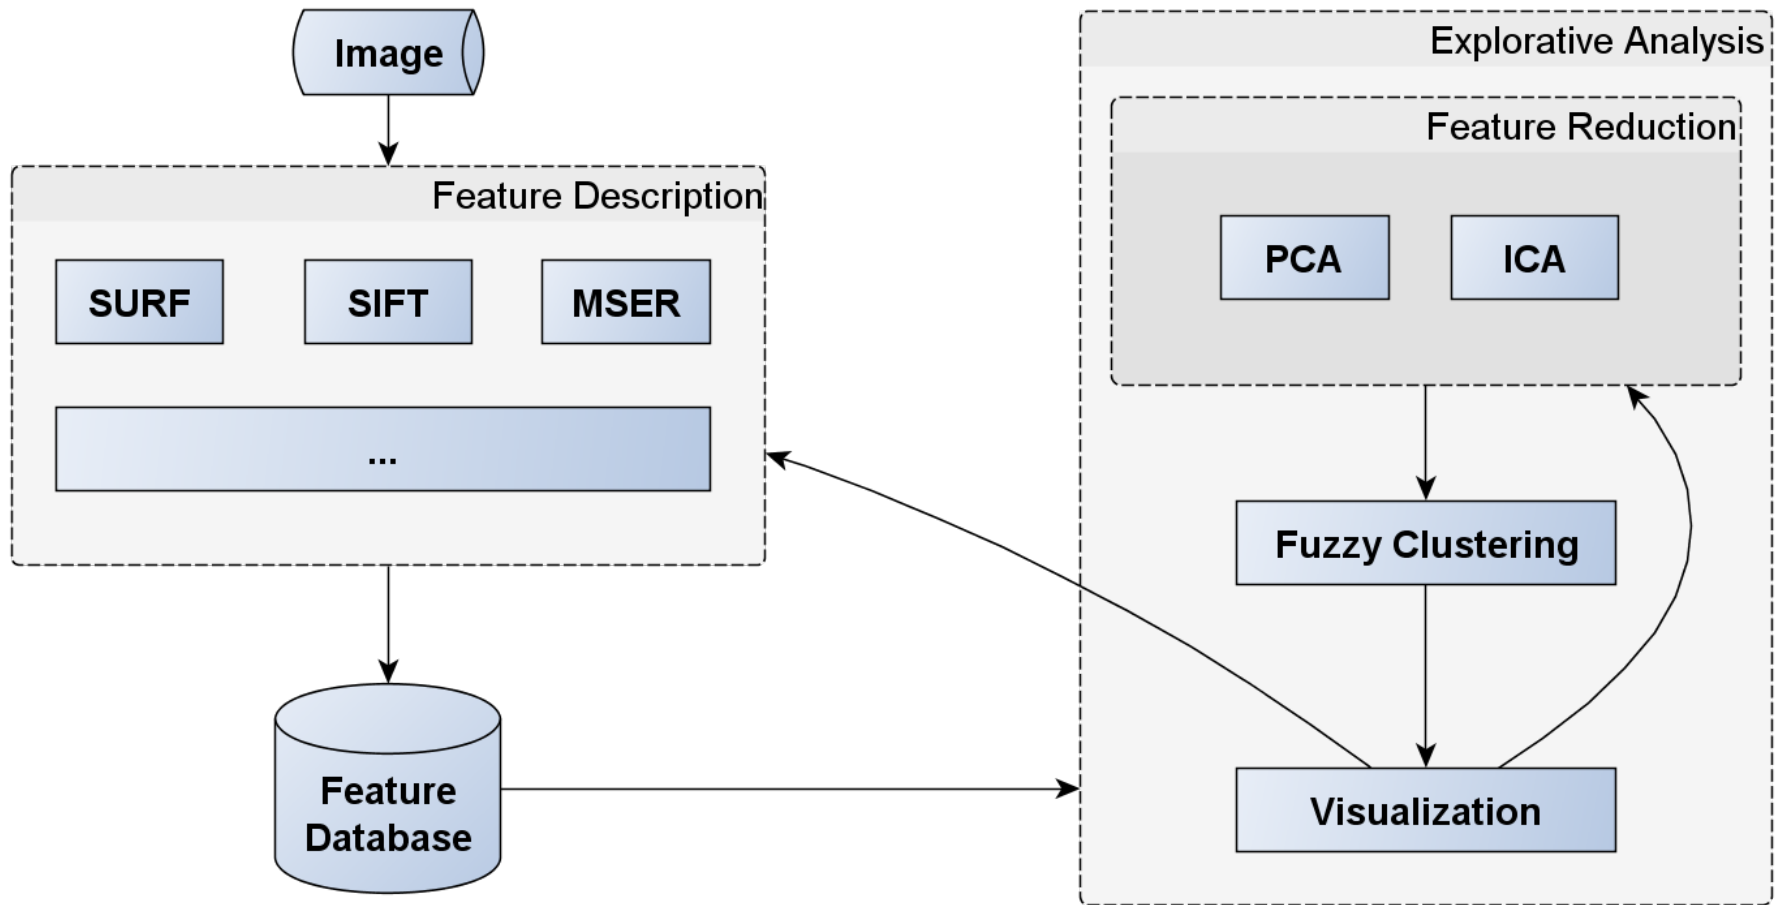 Image
Feature Description
SURF
SIFT
MSER
...
Feature
Database
Explorative Analysis
Feature Reduction
PCA
ICA
Fuzzy Clustering
Visualization